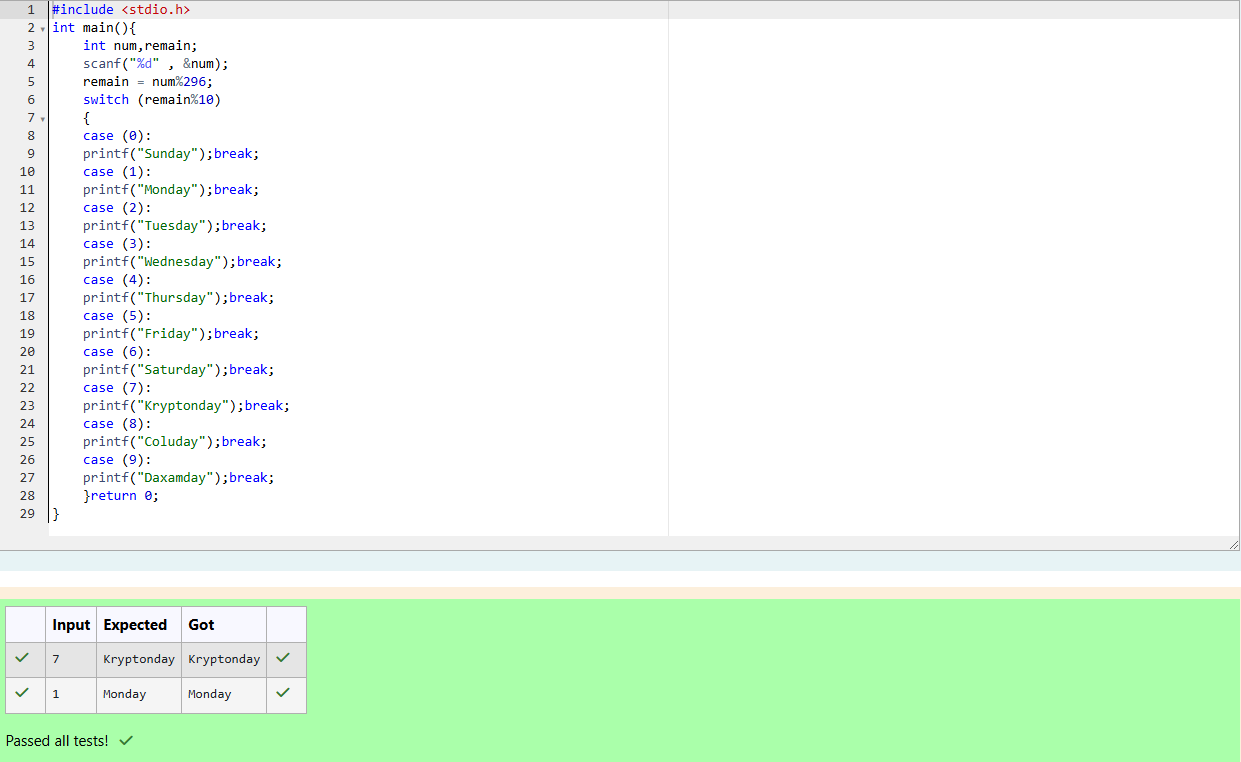 1 #include <stdio.h>
2 int main(){
3 int num,remain;
4 scanf("%d" , &num);
5 remain = num%296;
6 switch (remain%10)
7 {
8 case (0):
9 printf("Sunday");break;
10 case (1):
11 printf("Monday");break;
12 case (2):
13 printf("Tuesday");break;
14 case (3):
15 printf("Wednesday");break;
16 case (4):
17 printf("Thursday");break;
18 case (5):
19 printf("Friday");break;
20 case (6):
21 printf("Saturday");break;
22 case (7):
23 printf("Kryptonday");break;
24 case (8):
25 printf("Coluday");break;
26 case (9):
27 printf("Daxamday");break;
28 }return 0;
29 }
Input Expected Got
7 Kryptonday Kryptonday
1 Monday Monday
Passed all tests!